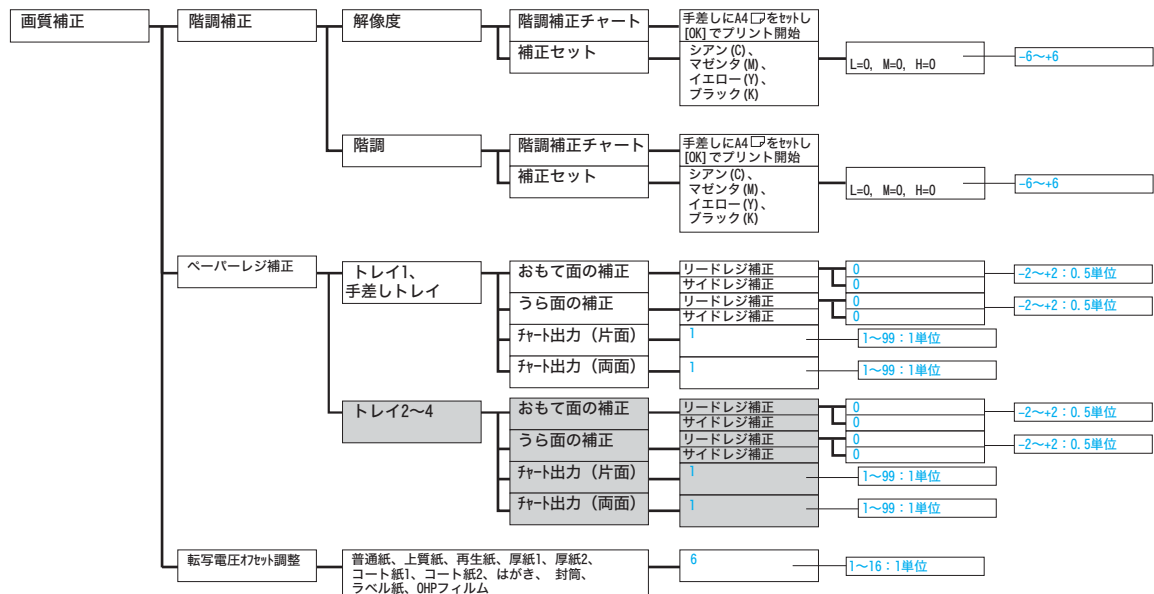 画質補正
階調補正
解像度
階調補正チャート
手差しにA4 をｾｯﾄし
[OK]でプリント開始
補正セット
シアン(C)、
マゼンタ(M)、
イエロー(Y)、
ブラック(K)
L=0, M=0, H=0
-6～+6
階調
階調補正チャート
手差しにA4 をｾｯﾄし
[OK]でプリント開始
補正セット
シアン(C)、
マゼンタ(M)、
イエロー(Y)、
ブラック(K)
L=0, M=0, H=0
-6～+6
ペーパーレジ補正
トレイ1、
手差しトレイ
おもて面の補正
リードレジ補正
0
サイドレジ補正
0
-2～+2：0.5単位
うら面の補正
リードレジ補正
0
サイドレジ補正
0
-2～+2：0.5単位
ﾁｬｰﾄ出力（片面）
1
1～99：1単位
ﾁｬｰﾄ出力（両面）
1
1～99：1単位
トレイ2～4
おもて面の補正
リードレジ補正
0
サイドレジ補正
0
-2～+2：0.5単位
うら面の補正
リードレジ補正
0
サイドレジ補正
0
-2～+2：0.5単位
ﾁｬｰﾄ出力（片面）
1
1～99：1単位
ﾁｬｰﾄ出力（両面）
1
1～99：1単位
転写電圧ｵﾌｾｯﾄ調整
普通紙、上質紙、再生紙、厚紙1、厚紙2、
コート紙1、コート紙2、はがき、 封筒、
ラベル紙、OHPフィルム
6
1～16：1単位